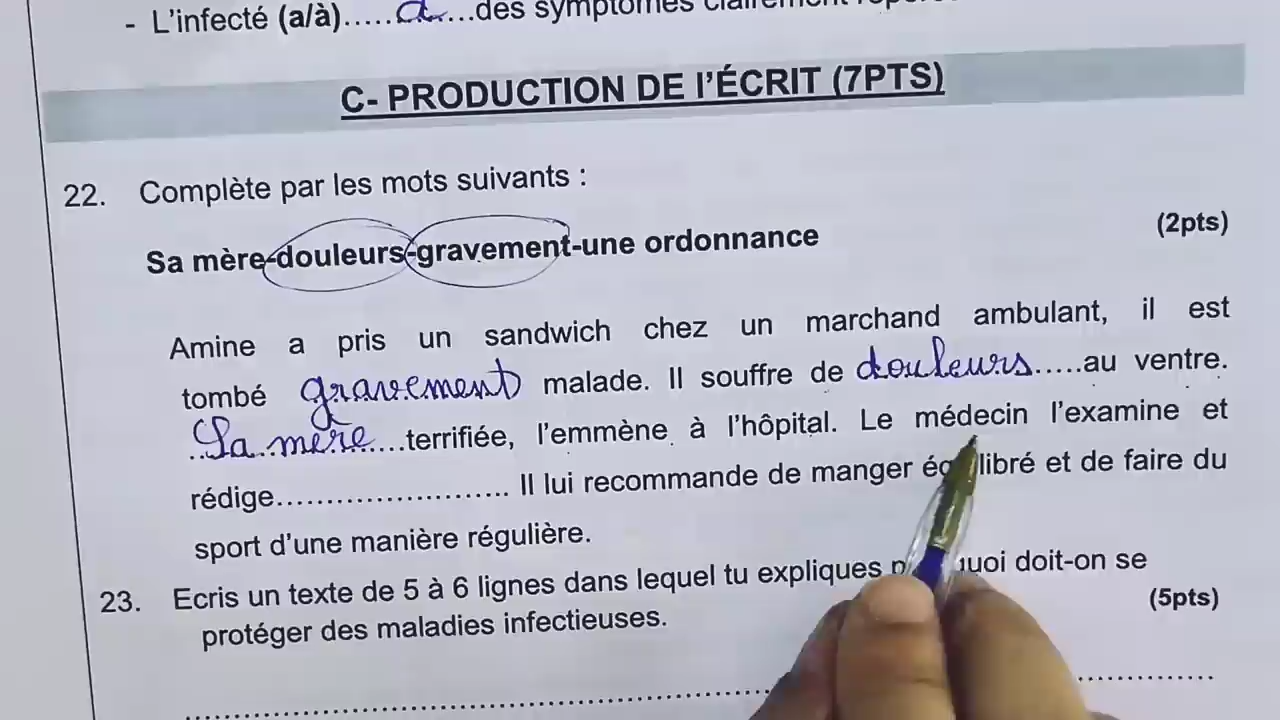 - L'infecté (a/à).....a...des symptômes clairement
C- PRODUCTION DE l'ÉCRIT (7PTS)
22. Complète par les mots suivants :
(2pts)
Sa mère-douleurs-gravement-une ordonnance
Amine a pris un sandwich chez un marchand ambulant, il est
tombé gravement malade. Il souffre de douleurs.....au ventre.
..Sa mère....terrifiée, l'emmène à l'hôpital. Le médecin l'examine et
rédige........................ Il lui recommande de manger équilibré et de faire du
sport d'une manière régulière.
23. Ecris un texte de 5 à 6 lignes dans lequel tu expliques pourquoi doit-on se
protéger des maladies infectieuses.
(5pts)